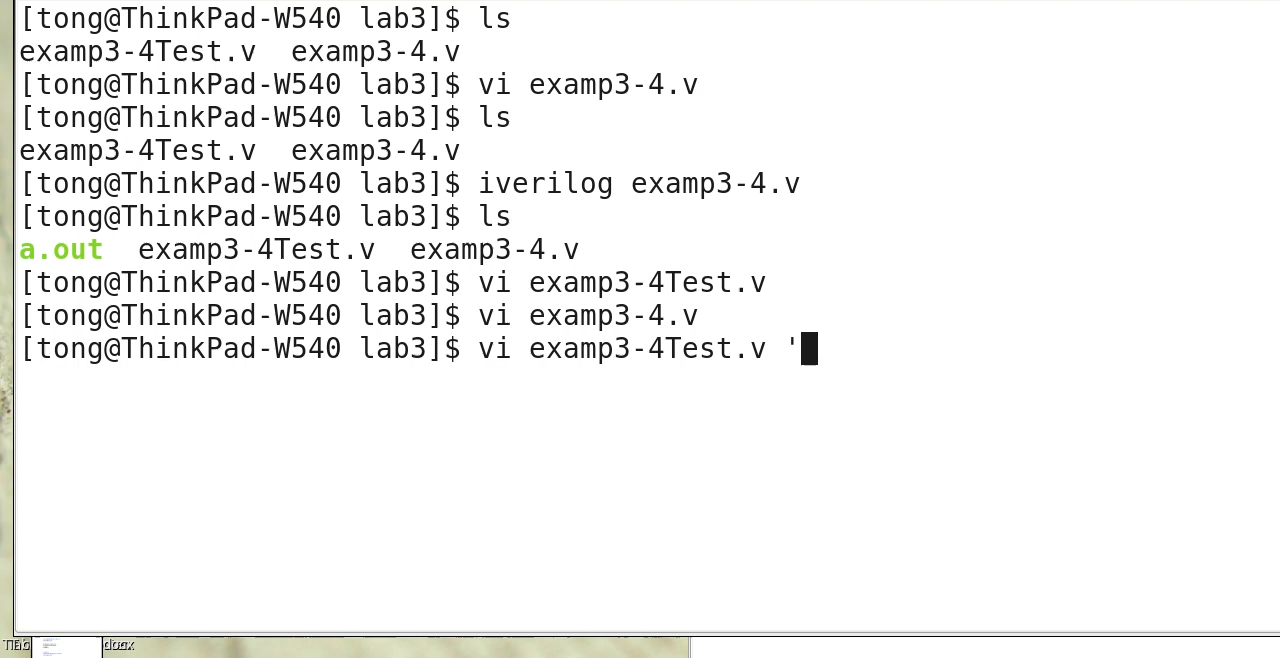 [tong@ThinkPad-W540 lab3]$ ls
examp3-4Test.v  examp3-4.v
[tong@ThinkPad-W540 lab3]$ vi examp3-4.v
[tong@ThinkPad-W540 lab3]$ ls
examp3-4Test.v  examp3-4.v
[tong@ThinkPad-W540 lab3]$ iverilog examp3-4.v
[tong@ThinkPad-W540 lab3]$ ls
a.out  examp3-4Test.v  examp3-4.v
[tong@ThinkPad-W540 lab3]$ vi examp3-4Test.v
[tong@ThinkPad-W540 lab3]$ vi examp3-4.v
[tong@ThinkPad-W540 lab3]$ vi examp3-4Test.v '